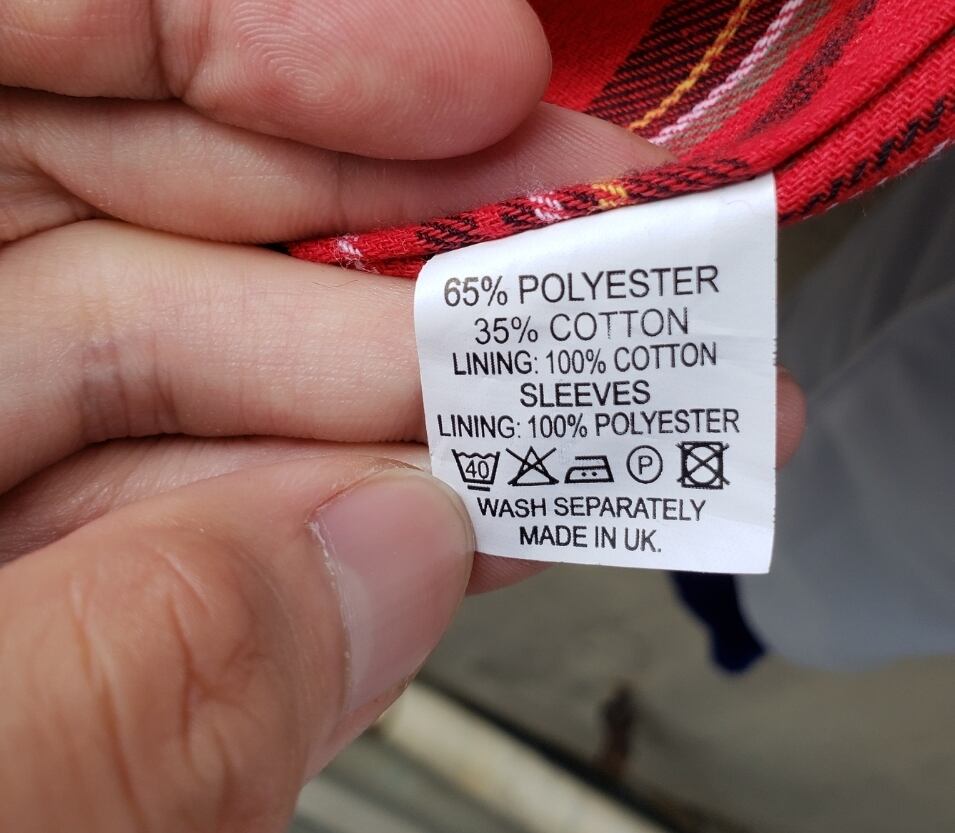 65% POLYESTER
35% COTTON
LINING: 100% COTTON
SLEEVES
LINING: 100% POLYESTER
40 P
WASH SEPARATELY
MADE IN UK.